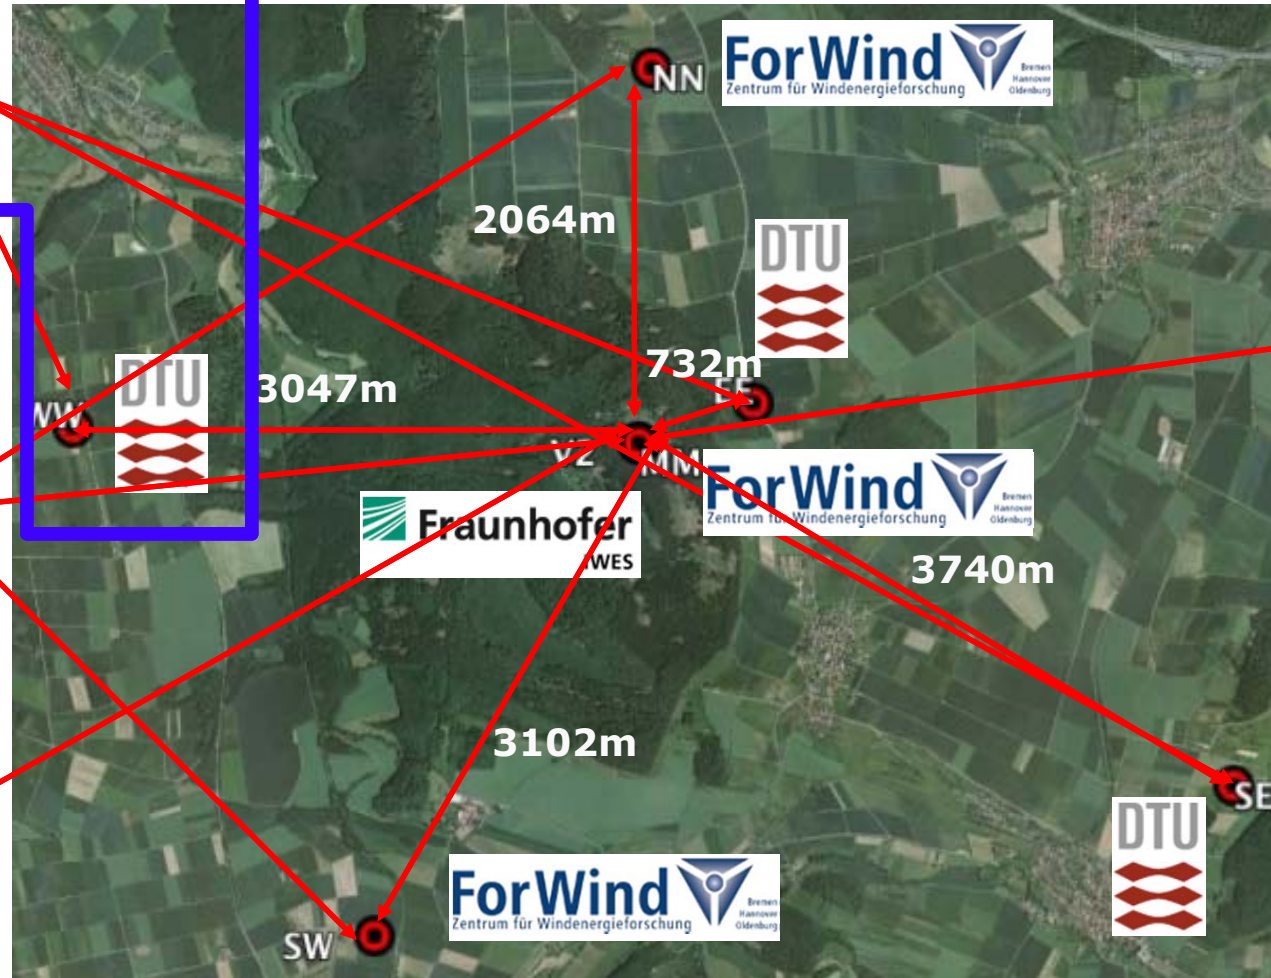 NN
ForWind
Zentrum für Windenergieforschung
Bremen
Hannover
Oldenburg
2064m
DTU
732m
EE
3047m
DTU
WW
VZ
MM
ForWind
Zentrum für Windenergieforschung
Bremen
Hannover
Oldenburg
Fraunhofer
IWES
3740m
3102m
SE
DTU
ForWind
Zentrum für Windenergieforschung
Bremen
Hannover
Oldenburg
SW